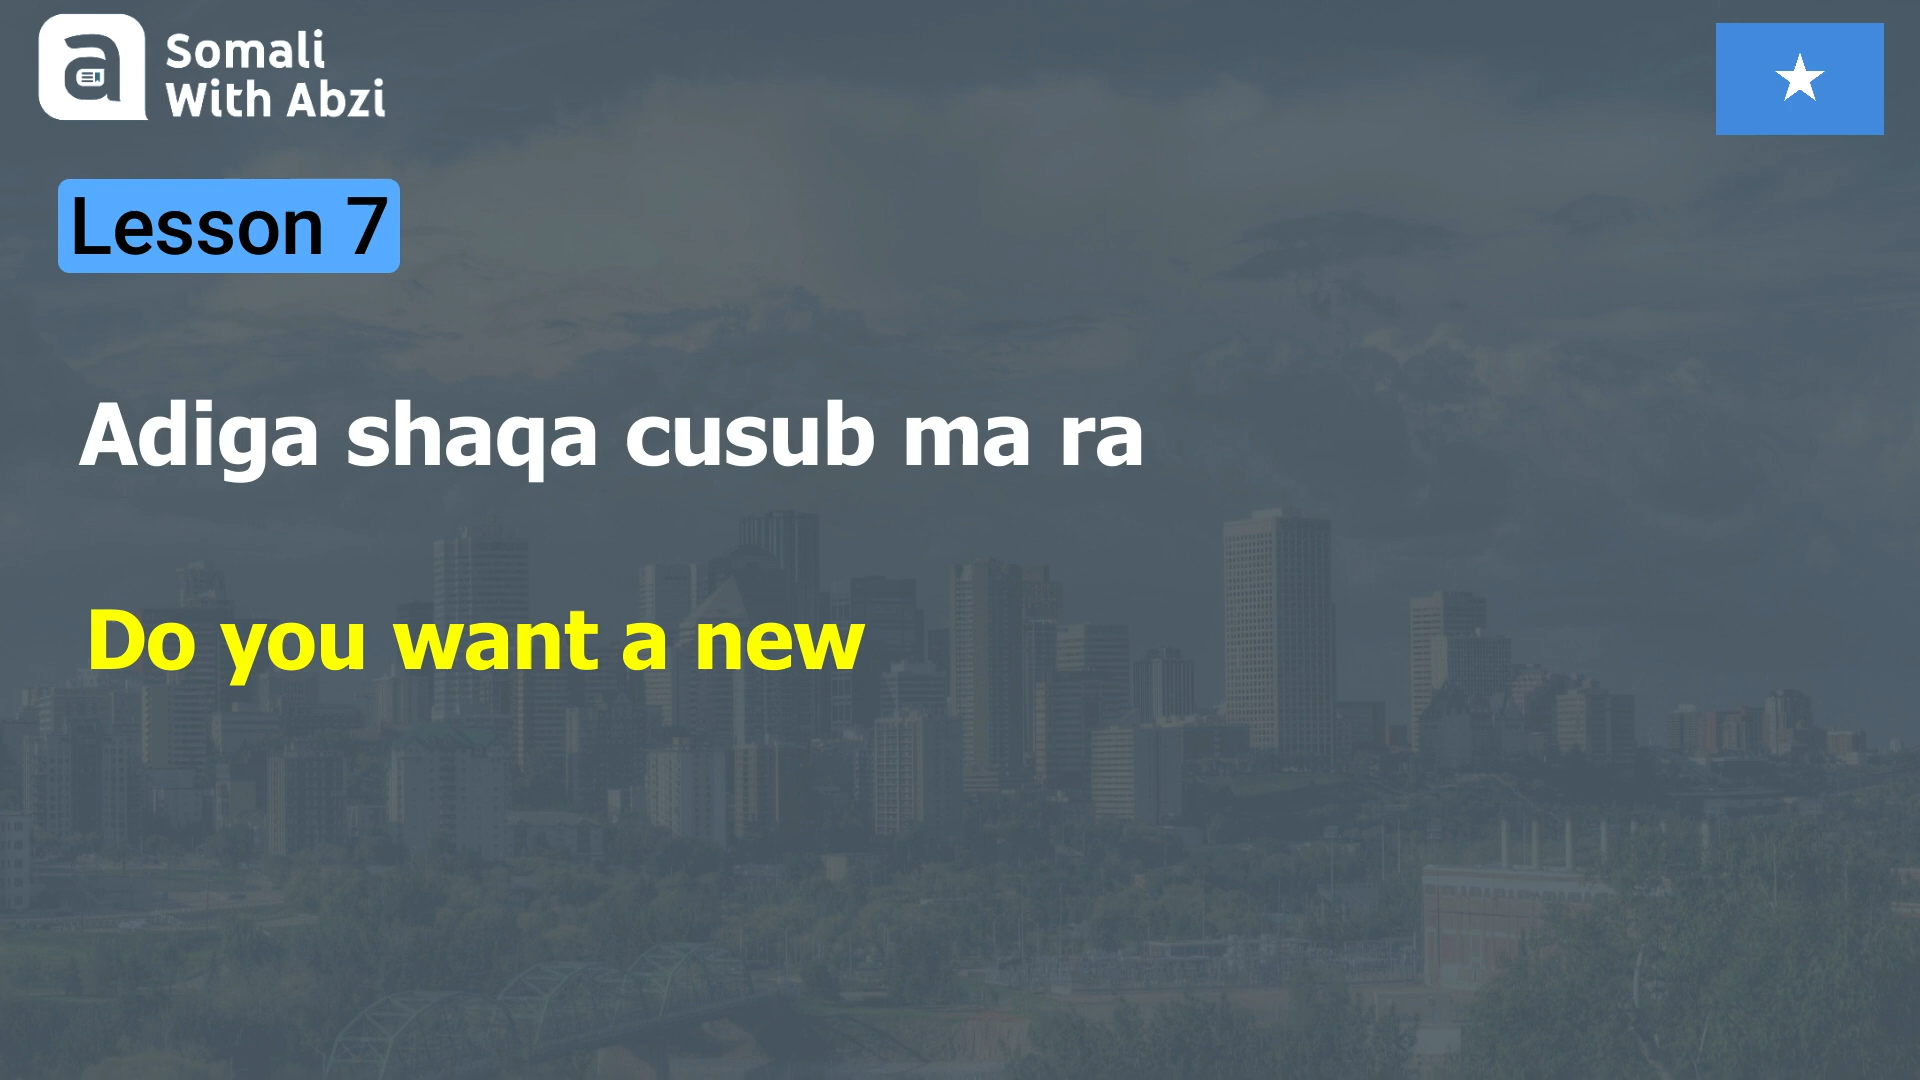 Somali
With Abzi
Lesson 7
Adiga shaqa cusub ma ra
Do you want a new